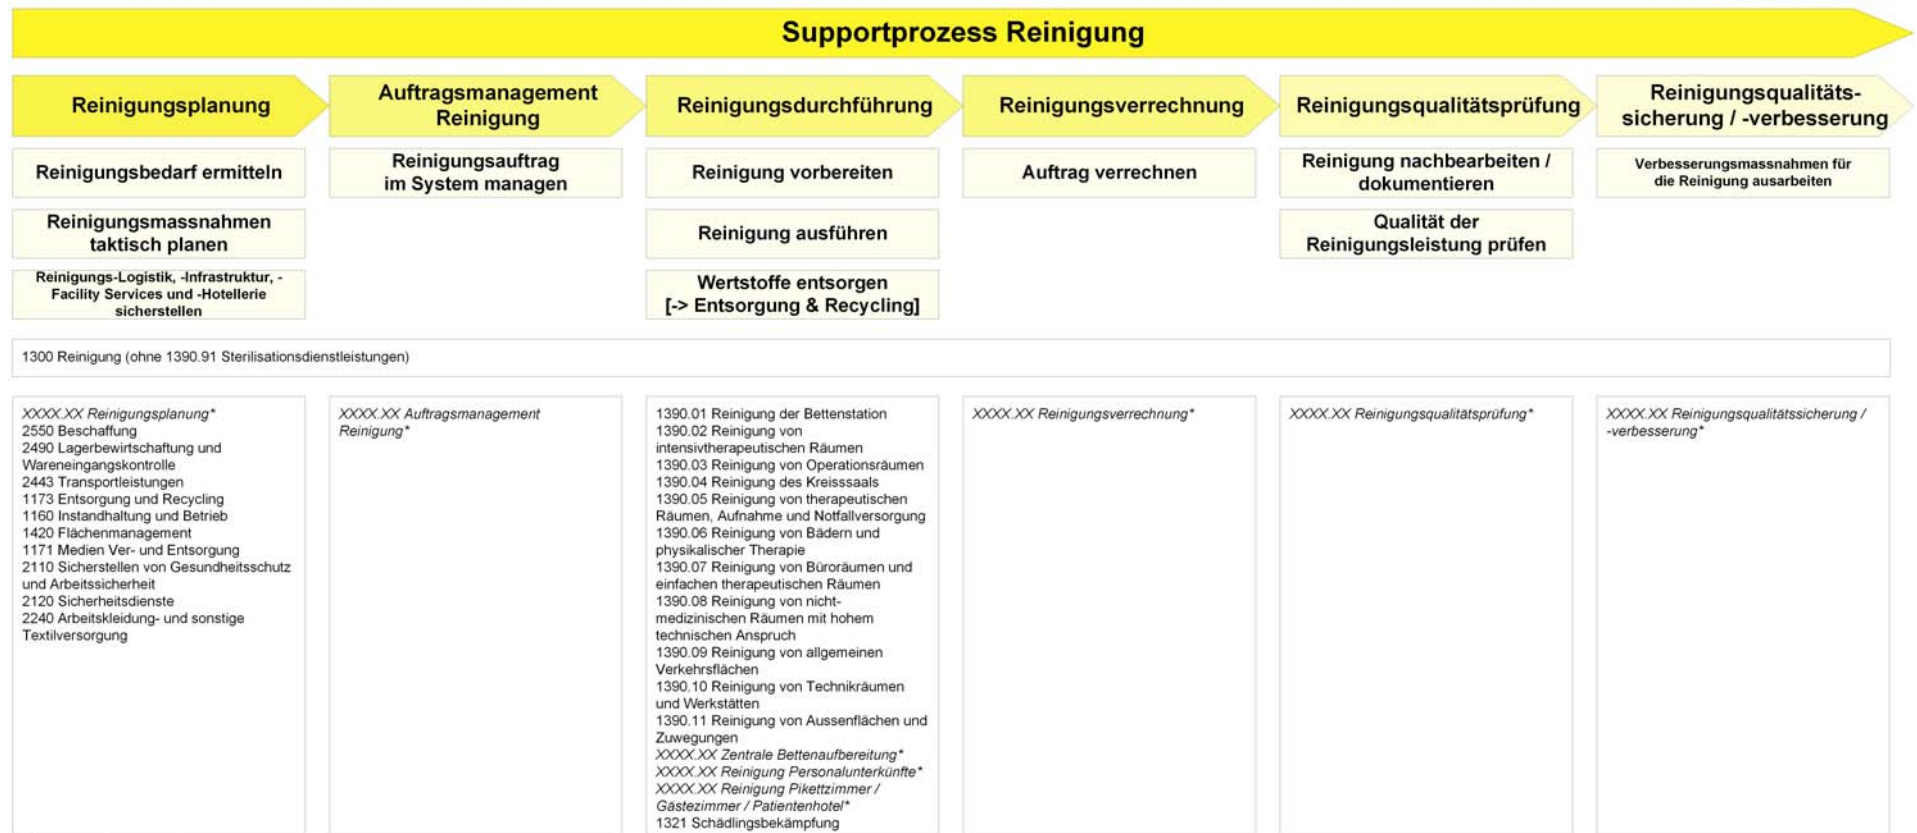 Supportprozess Reinigung
Reinigungsplanung
Auftragsmanagement
Reinigung
Reinigungsdurchführung
Reinigungsverrechnung
Reinigungsqualitätsprüfung
Reinigungsqualitäts-
sicherung / -verbesserung
Reinigungsbedarf ermitteln
Reinigungsauftrag
im System managen
Reinigung vorbereiten
Auftrag verrechnen
Reinigung nachbearbeiten /
dokumentieren
Verbesserungsmassnahmen für
die Reinigung ausarbeiten
Reinigungsmassnahmen
taktisch planen
Reinigung ausführen
Qualität der
Reinigungsleistung prüfen
Reinigungs-Logistik, -Infrastruktur, -
Facility Services und -Hotellerie
sicherstellen
Wertstoffe entsorgen
[-> Entsorgung & Recycling]
1300 Reinigung (ohne 1390.91 Sterilisationsdienstleistungen)
XXXX.XX Reinigungsplanung*
2550 Beschaffung
2490 Lagerbewirtschaftung und
Wareneingangskontrolle
2443 Transportleistungen
1173 Entsorgung und Recycling
1160 Instandhaltung und Betrieb
1420 Flächenmanagement
1171 Medien Ver- und Entsorgung
2110 Sicherstellen von Gesundheitsschutz
und Arbeitssicherheit
2120 Sicherheitsdienste
2240 Arbeitskleidung- und sonstige
Textilversorgung
XXXX.XX Auftragsmanagement
Reinigung*
1390.01 Reinigung der Bettenstation
1390.02 Reinigung von
intensivtherapeutischen Räumen
1390.03 Reinigung von Operationsräumen
1390.04 Reinigung des Kreisssaals
1390.05 Reinigung von therapeutischen
Räumen, Aufnahme und Notfallversorgung
1390.06 Reinigung von Bädern und
physikalischer Therapie
1390.07 Reinigung von Büroräumen und
einfachen therapeutischen Räumen
1390.08 Reinigung von nicht-
medizinischen Räumen mit hohem
technischen Anspruch
1390.09 Reinigung von allgemeinen
Verkehrsflächen
1390.10 Reinigung von Technikräumen
und Werkstätten
1390.11 Reinigung von Aussenflächen und
Zuwegungen
XXXX.XX Zentrale Bettenaufbereitung*
XXXX.XX Reinigung Personalunterkünfte*
XXXX.XX Reinigung Pikettzimmer /
Gästezimmer / Patientenhotel*
1321 Schädlingsbekämpfung
XXXX.XX Reinigungsverrechnung*
XXXX.XX Reinigungsqualitätsprüfung*
XXXX.XX Reinigungsqualitätssicherung /
-verbesserung*